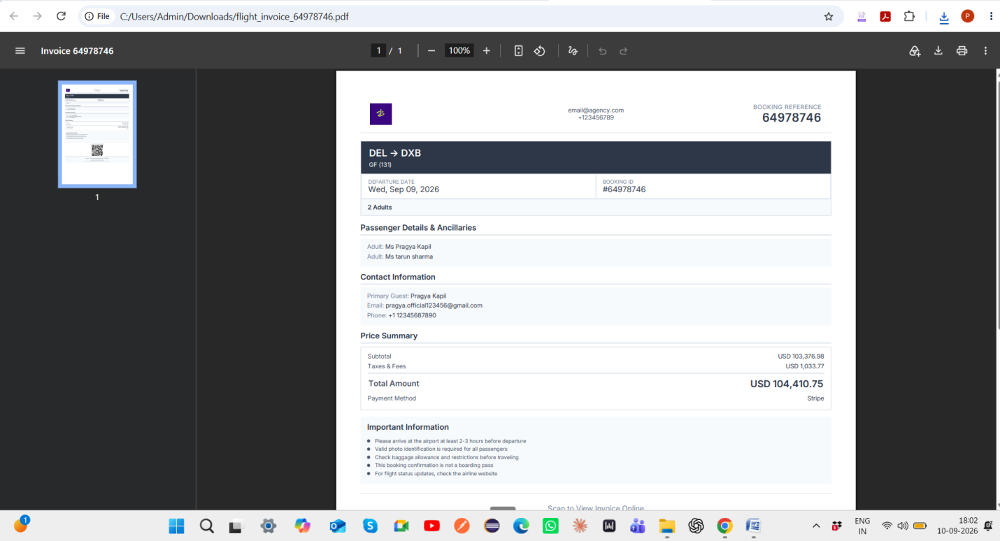 File C:/Users/Admin/Downloads/flight_invoice_64978746.pdf
P
Invoice 64978746
1 / 1
100%
1
email@agency.com
+123456789
BOOKING REFERENCE
64978746
DEL → DXB
GF (131)
DEPARTURE DATE
Wed, Sep 09, 2026
BOOKING ID
#64978746
2 Adults
Passenger Details & Ancillaries
Adult: Ms Pragya Kapil
Adult: Ms tarun sharma
Contact Information
Primary Guest: Pragya Kapil
Email: pragya.official123456@gmail.com
Phone: +1 12345687890
Price Summary
Subtotal USD 103,376.98
Taxes & Fees USD 1,033.77
Total Amount USD 104,410.75
Payment Method Stripe
Important Information
Please arrive at the airport at least 2-3 hours before departure
Valid photo identification is required for all passengers
Check baggage allowance and restrictions before traveling
This booking confirmation is not a boarding pass
For flight status updates, check the airline website
Scan to View Invoice Online
1
ENG
IN
18:02
10-09-2026